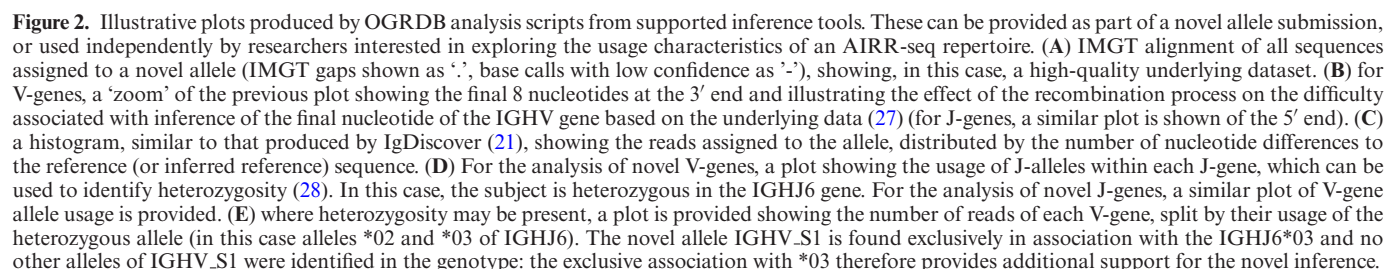 Figure 2. Illustrative plots produced by OGRDB analysis scripts from supported inference tools. These can be provided as part of a novel allele submission,
or used independently by researchers interested in exploring the usage characteristics of an AIRR-seq repertoire. (A) IMGT alignment of all sequences
assigned to a novel allele (IMGT gaps shown as ‘.’, base calls with low confidence as ’-’), showing, in this case, a high-quality underlying dataset. (B) for
V-genes, a ‘zoom’ of the previous plot showing the final 8 nucleotides at the 3′ end and illustrating the effect of the recombination process on the difficulty
associated with inference of the final nucleotide of the IGHV gene based on the underlying data (27) (for J-genes, a similar plot is shown of the 5′ end). (C)
a histogram, similar to that produced by IgDiscover (21), showing the reads assigned to the allele, distributed by the number of nucleotide differences to
the reference (or inferred reference) sequence. (D) For the analysis of novel V-genes, a plot showing the usage of J-alleles within each J-gene, which can be
used to identify heterozygosity (28). In this case, the subject is heterozygous in the IGHJ6 gene. For the analysis of novel J-genes, a similar plot of V-gene
allele usage is provided. (E) where heterozygosity may be present, a plot is provided showing the number of reads of each V-gene, split by their usage of the
heterozygous allele (in this case alleles *02 and *03 of IGHJ6). The novel allele IGHV_S1 is found exclusively in association with the IGHJ6*03 and no
other alleles of IGHV_S1 were identified in the genotype: the exclusive association with *03 therefore provides additional support for the novel inference.